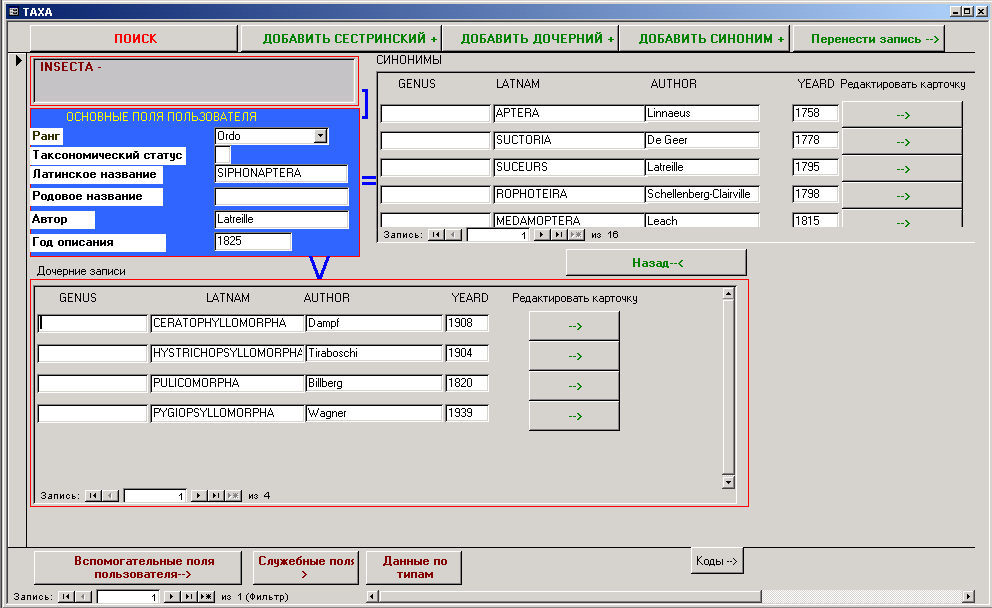 TAXA
ПОИСК
ДОБАВИТЬ СЕСТРИНСКИЙ +
ДОБАВИТЬ ДОЧЕРНИЙ +
ДОБАВИТЬ СИНОНИМ +
Перенести запись -->
INSECTA -
ОСНОВНЫЕ ПОЛЯ ПОЛЬЗОВАТЕЛЯ
Ранг Ordo
Таксономический статус
Латинское название SIPHONAPTERA
Родовое название
Автор Latreille
Год описания 1825
СИНОНИМЫ
GENUS LATNAM AUTHOR YEARD Редактировать карточку
APTERA Linnaeus 1758 -->
SUCTORIA De Geer 1778 -->
SUCEURS Latreille 1795 -->
ROPHOTEIRA Schellenberg-Clairville 1798 -->
MEDAMOPTERA Leach 1815 -->
Запись: 1 из 16
Назад--<
Дочерние записи
GENUS LATNAM AUTHOR YEARD Редактировать карточку
CERATOPHYLLOMORPHA Dampf 1908 -->
HYSTRICHOPSYLLOMORPHA Tiraboschi 1904 -->
PULICOMORPHA Billberg 1820 -->
PYGIOPSYLLOMORPHA Wagner 1939 -->
Запись: 1 из 4
Вспомогательные поля
пользователя-->
Служебные поля
>
Данные по
типам
Коды -->
Запись: 1 из 1 (Фильтр)